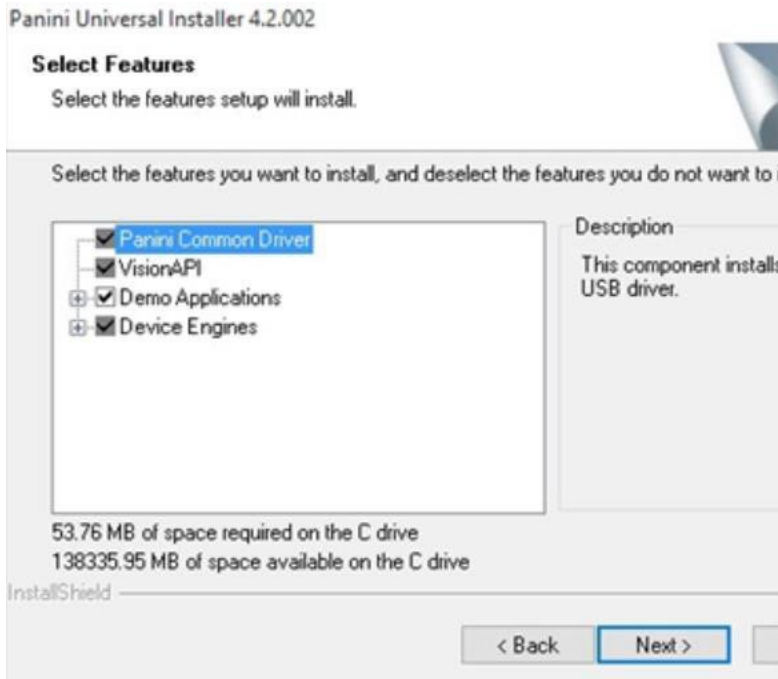 Panini Universal Installer 4.2.002
Select Features
Select the features setup will install.
Select the features you want to install, and deselect the features you do not want to
Description
Panini Common Driver
This component installs
VisionAPI
USB driver.
Demo Applications
Device Engines
53.76 MB of space required on the C drive
138335.95 MB of space available on the C drive
InstallShield
< Back
Next >